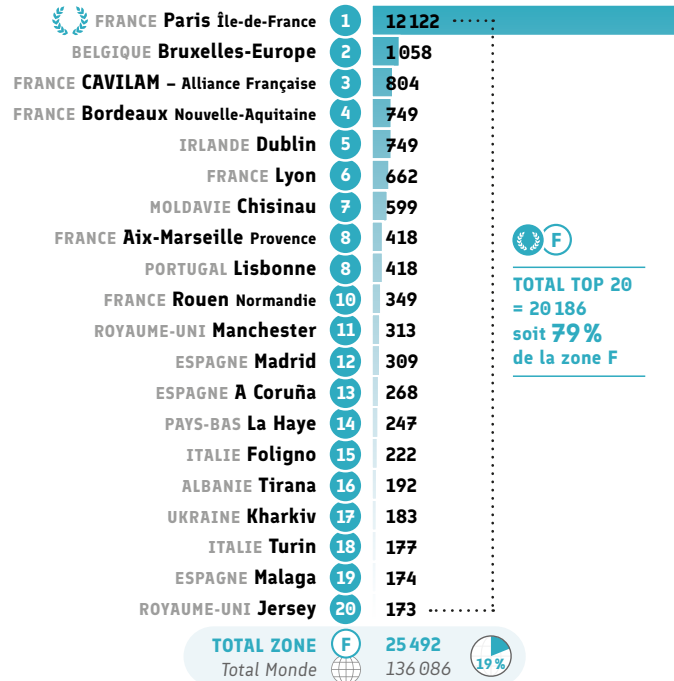 FRANCE Paris Île-de-France 1 12 122
BELGIQUE Bruxelles-Europe 2 1 058
FRANCE CAVILAM – Alliance Française 3 804
FRANCE Bordeaux Nouvelle-Aquitaine 4 749
IRLANDE Dublin 5 749
FRANCE Lyon 6 662
MOLDAVIE Chisinau 7 599
FRANCE Aix-Marseille Provence 8 418
PORTUGAL Lisbonne 8 418
FRANCE Rouen Normandie 10 349
ROYAUME-UNI Manchester 11 313
ESPAGNE Madrid 12 309
ESPAGNE A Coruña 13 268
PAYS-BAS La Haye 14 247
ITALIE Foligno 15 222
ALBANIE Tirana 16 192
UKRAINE Kharkiv 17 183
ITALIE Turin 18 177
ESPAGNE Malaga 19 174
ROYAUME-UNI Jersey 20 173
F
TOTAL TOP 20
= 20 186
soit 79 %
de la zone F
TOTAL ZONE F 25 492
Total Monde 136 086
19 %